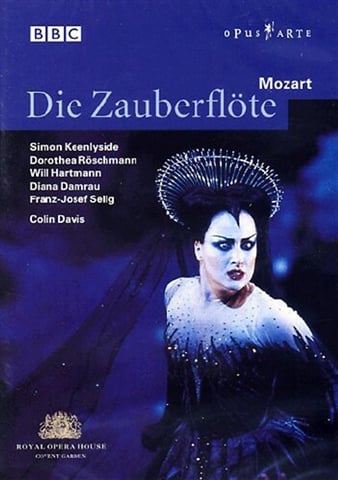 BBC
OPUS ARTE
Mozart
Die Zauberflöte
Simon Keenlyside
Dorothea Röschmann
Will Hartmann
Diana Damrau
Franz-Josef Selig
Colin Davis
ROYAL OPERA HOUSE
COVENT GARDEN